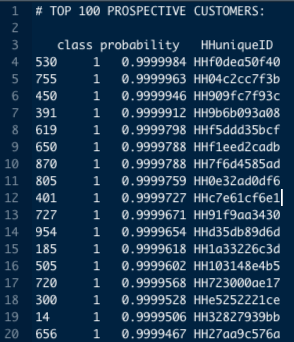 1 # TOP 100 PROSPECTIVE CUSTOMERS:
2
3 class probability HHuniqueID
4 530 1 0.9999984 HHf0dea50f40
5 755 1 0.9999963 HH04c2cc7f3b
6 450 1 0.9999946 HH909fc7f93c
7 391 1 0.9999912 HH9b6b093a08
8 619 1 0.9999798 HHf5ddd35bcf
9 650 1 0.9999788 HHf1eed2cadb
10 870 1 0.9999788 HH7f6d4585ad
11 805 1 0.9999759 HH0e32ad0df6
12 401 1 0.9999727 HHc7e61cf6e1
13 727 1 0.9999671 HH91f9aa3430
14 954 1 0.9999654 HHd35db89d6d
15 185 1 0.9999618 HH1a33226c3d
16 505 1 0.9999602 HH103148e4b5
17 720 1 0.9999568 HH723000ae17
18 300 1 0.9999528 HHe5252221ce
19 14 1 0.9999506 HH32827939bb
20 656 1 0.9999467 HH27aa9c576a